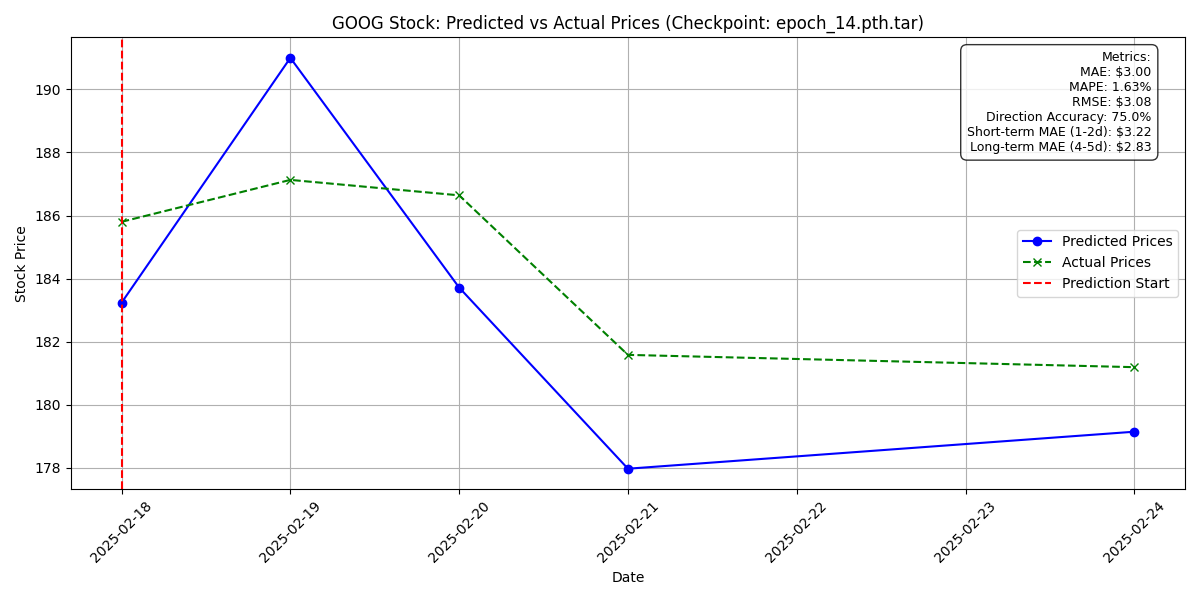 GOOG Stock: Predicted vs Actual Prices (Checkpoint: epoch_14.pth.tar)
Metrics:
MAE: $3.00
MAPE: 1.63%
RMSE: $3.08
Direction Accuracy: 75.0%
Short-term MAE (1-2d): $3.22
Long-term MAE (4-5d): $2.83
Predicted Prices
Actual Prices
Prediction Start
Stock Price
190
188
186
184
182
180
178
2025-02-18
2025-02-19
2025-02-20
2025-02-21
2025-02-22
2025-02-23
2025-02-24
Date